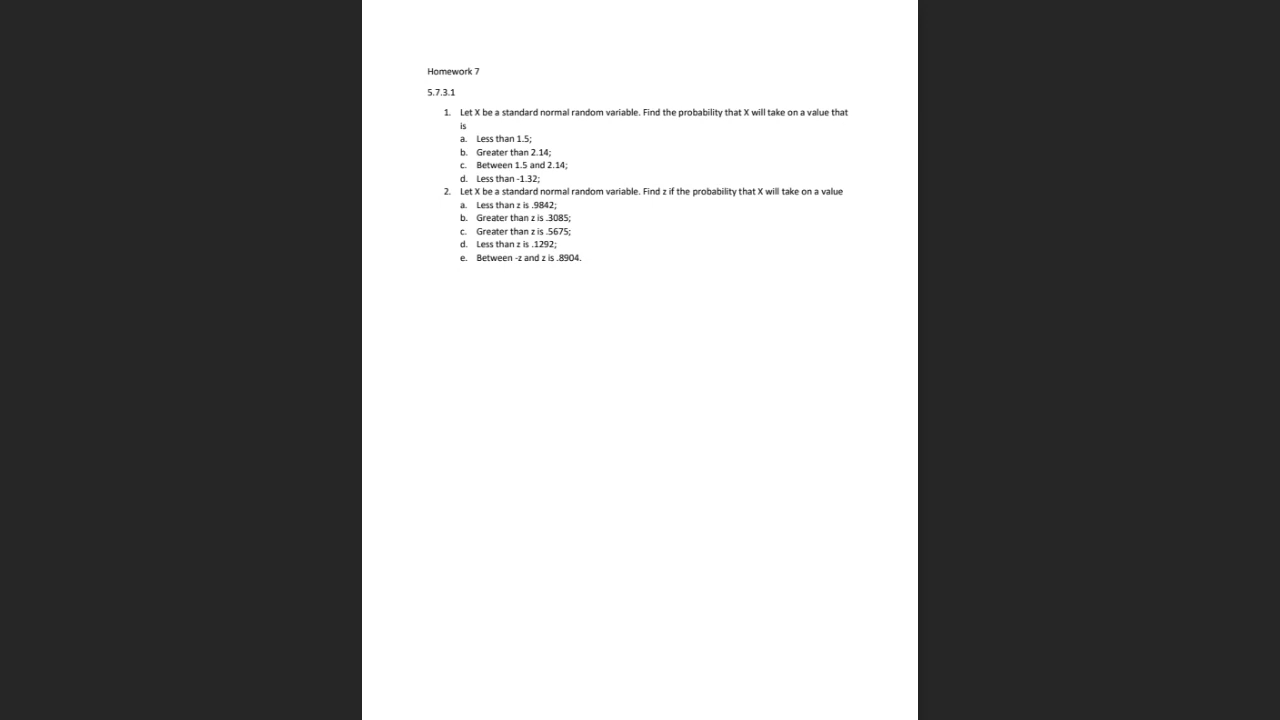 Homework 7
5.7.3.1
1. Let X be a standard normal random variable. Find the probability that X will take on a value that
is
a. Less than 1.5;
b. Greater than 2.14;
c. Between 1.5 and 2.14;
d. Less than -1.32;
2. Let X be a standard normal random variable. Find z if the probability that X will take on a value
a. Less than z is .9842;
b. Greater than z is .3085;
c. Greater than z is .5675;
d. Less than z is .1292;
e. Between -z and z is .8904.